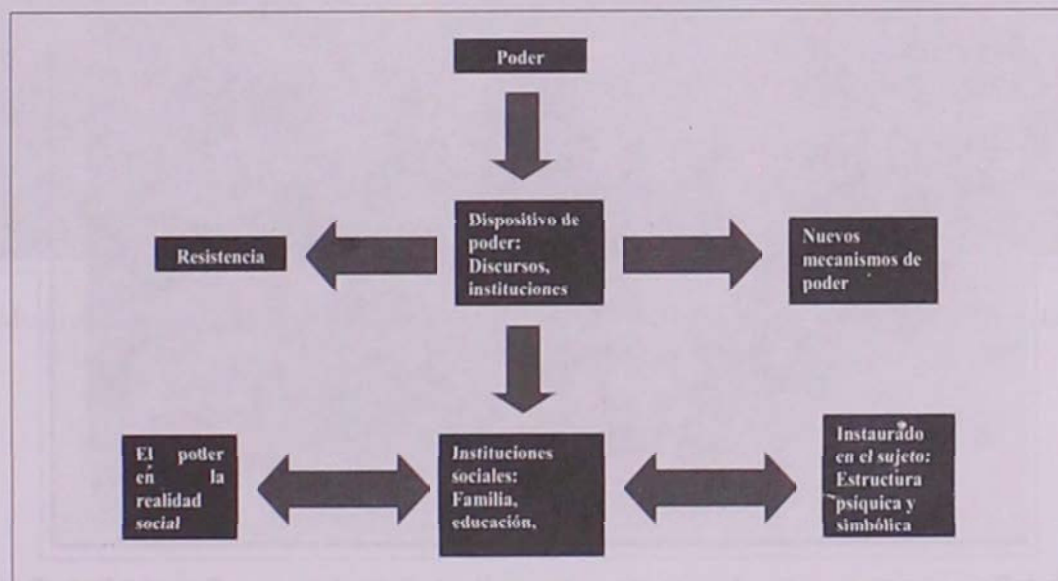 Poder
Dispositivo de
poder:
Discursos,
instituciones
Resistencia
Nuevos
mecanismos de
poder
El poder
en la
realidad
social
Instituciones
sociales:
Familia,
educación,
Instaurado
en el sujeto:
Estructura
psíquica y
simbólica